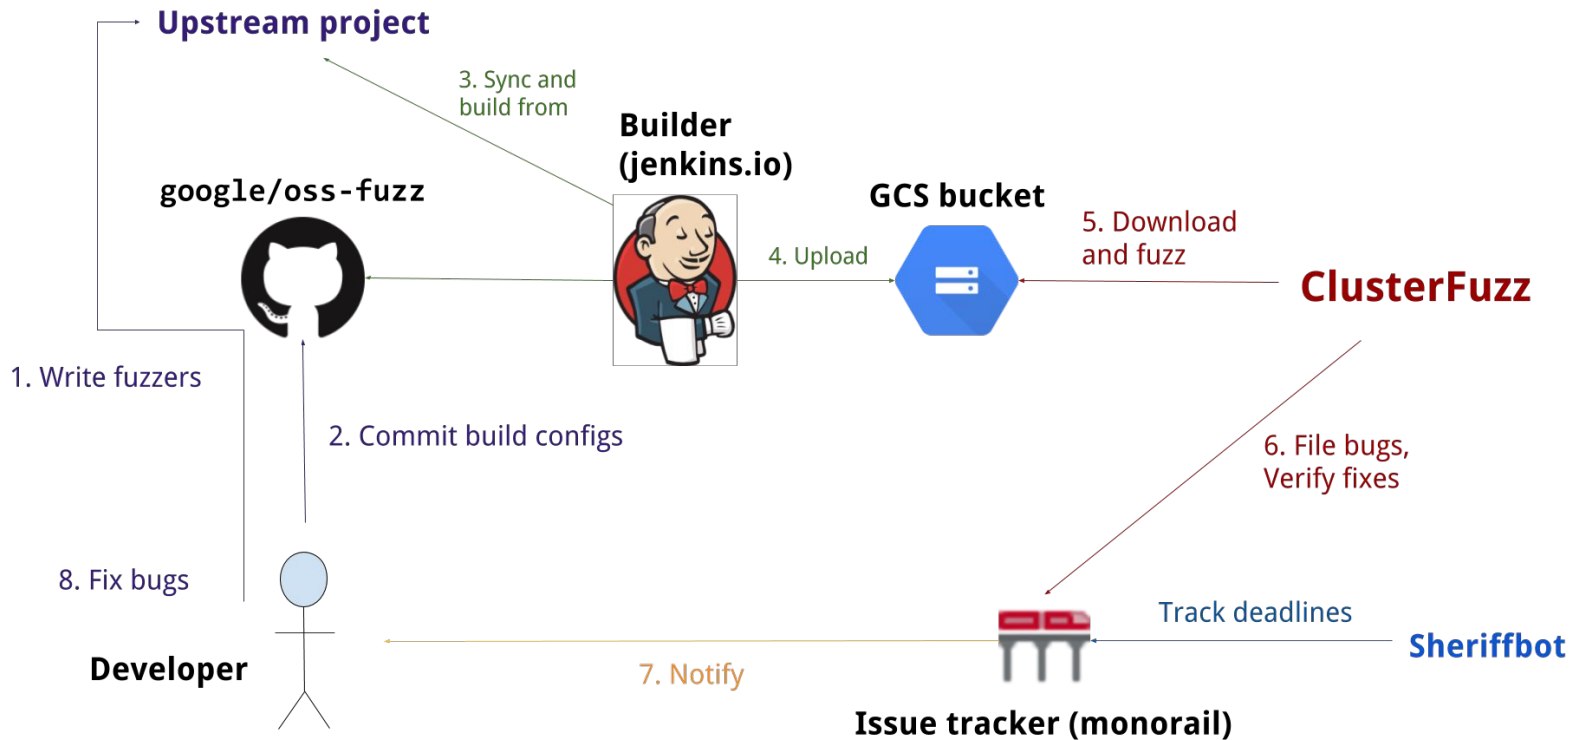 Upstream project
3. Sync and
build from
Builder
(jenkins.io)
google/oss-fuzz
GCS bucket
4. Upload
5. Download
and fuzz
ClusterFuzz
1. Write fuzzers
2. Commit build configs
6. File bugs,
Verify fixes
8. Fix bugs
Developer
7. Notify
Track deadlines
Sheriffbot
Issue tracker (monorail)